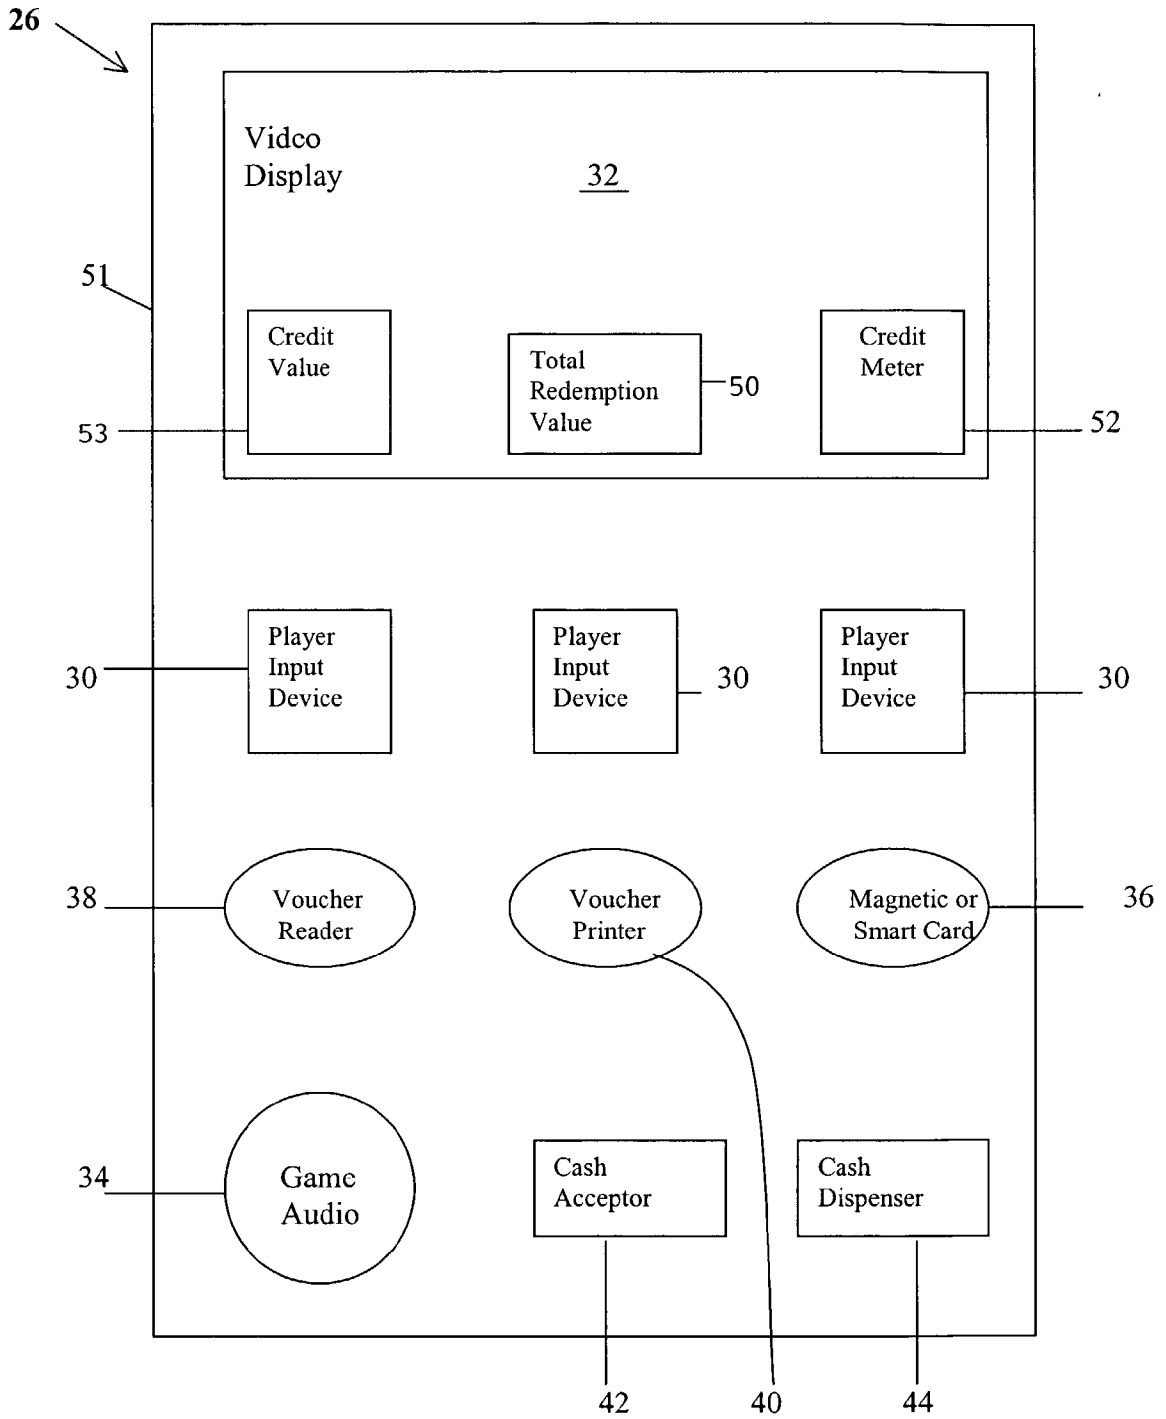 26
Video
Display
32
51
Credit
Value
Total
Redemption
Value
50
Credit
Meter
53
52
Player
Input
Device
Player
Input
Device
Player
Input
Device
30
30
30
38
Voucher
Reader
Voucher
Printer
Magnetic or
Smart Card
36
34
Game
Audio
Cash
Acceptor
Cash
Dispenser
42
40
44